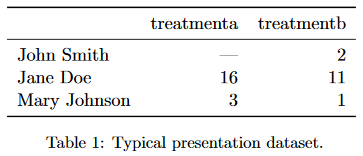 treatmenta treatmentb
John Smith — 2
Jane Doe 16 11
Mary Johnson 3 1
Table 1: Typical presentation dataset.